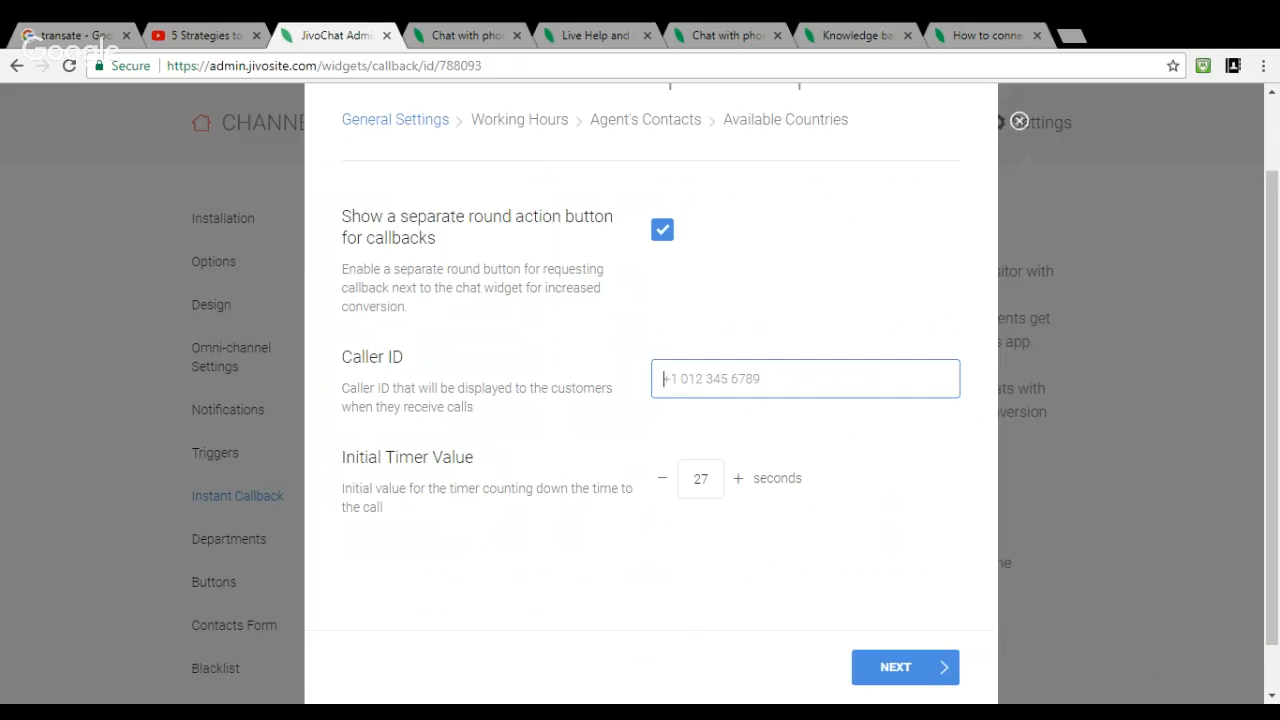 transate - Goo
5 Strategies to
JivoChat Admi
Chat with pho
Live Help and
Chat with pho
Knowledge ba
How to conne
Google
Secure
https://admin.jivosite.com/widgets/callback/id/788093
CHANNE
General Settings
Working Hours
Agent's Contacts
Available Countries
ettings
Installation
Options
Design
Omni-channel
Settings
Notifications
Triggers
Instant Callback
Departments
Buttons
Contacts Form
Blacklist
Show a separate round action button
for callbacks
Enable a separate round button for requesting
callback next to the chat widget for increased
conversion.
Caller ID
Caller ID that will be displayed to the customers
when they receive calls
+1 012 345 6789
Initial Timer Value
Initial value for the timer counting down the time to
the call
− 27 + seconds
NEXT
sitor with
ents get
s app
ats with
nversion
ne